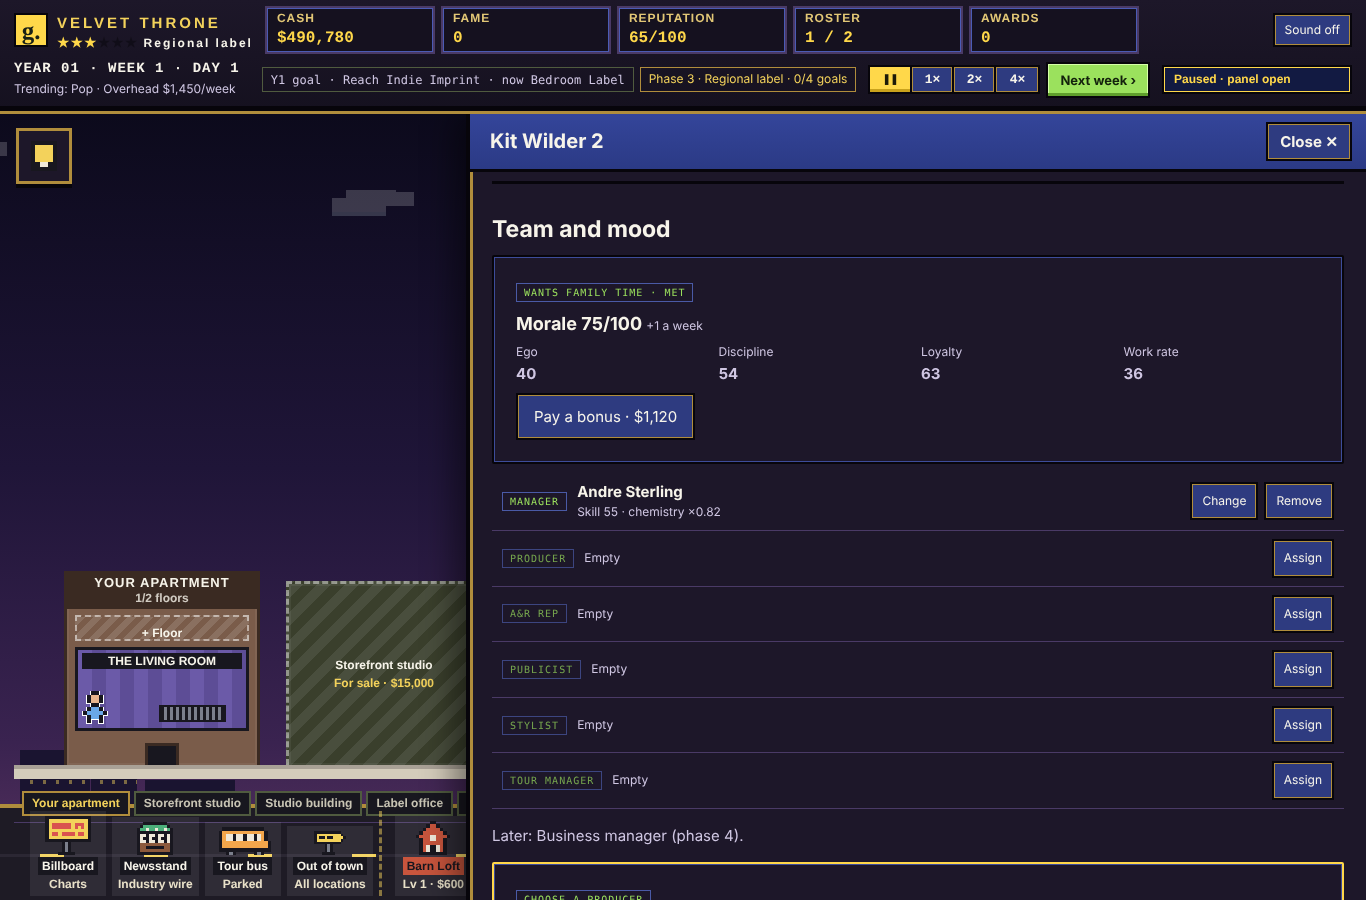 g.
VELVET THRONE
★★★★★★ Regional label
YEAR 01 · WEEK 1 · DAY 1
Trending: Pop · Overhead $1,450/week
CASH
$490,780
FAME
0
REPUTATION
65/100
ROSTER
1 / 2
AWARDS
0
Sound off
Y1 goal · Reach Indie Imprint · now Bedroom Label
Phase 3 · Regional label · 0/4 goals
1×
2×
4×
Next week ›
Paused · panel open
Kit Wilder 2
Close ✕
Team and mood
WANTS FAMILY TIME · MET
Morale 75/100 +1 a week
Ego
40
Discipline
54
Loyalty
63
Work rate
36
Pay a bonus · $1,120
MANAGER
Andre Sterling
Skill 55 · chemistry ×0.82
Change
Remove
PRODUCER Empty
Assign
A&R REP Empty
Assign
PUBLICIST Empty
Assign
STYLIST Empty
Assign
TOUR MANAGER Empty
Assign
Later: Business manager (phase 4).
CHOOSE A PRODUCER
YOUR APARTMENT
1/2 floors
+ Floor
THE LIVING ROOM
Storefront studio
For sale · $15,000
Your apartment
Storefront studio
Studio building
Label office
Billboard
Charts
Newsstand
Industry wire
Tour bus
Parked
Out of town
All locations
Barn Loft
Lv 1 · $600